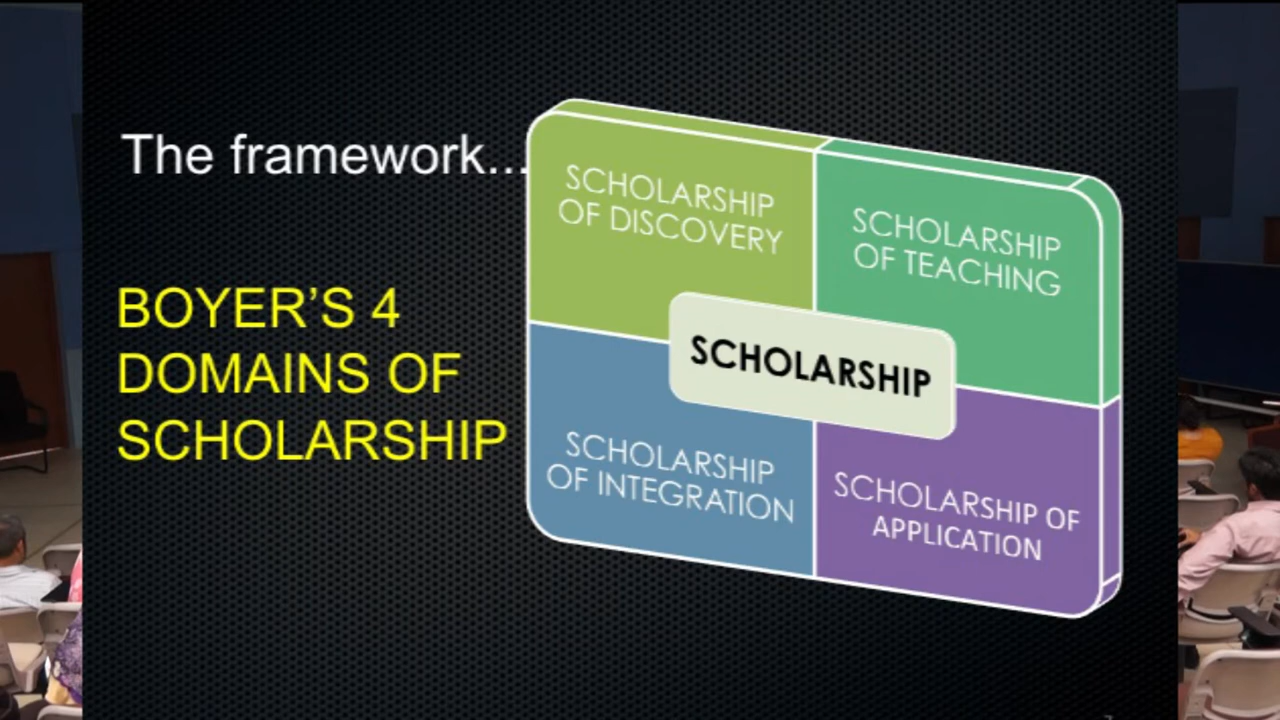 The framework...
BOYER’S 4
DOMAINS OF
SCHOLARSHIP
SCHOLARSHIP
OF DISCOVERY
SCHOLARSHIP
OF TEACHING
SCHOLARSHIP
SCHOLARSHIP
OF INTEGRATION
SCHOLARSHIP OF
APPLICATION